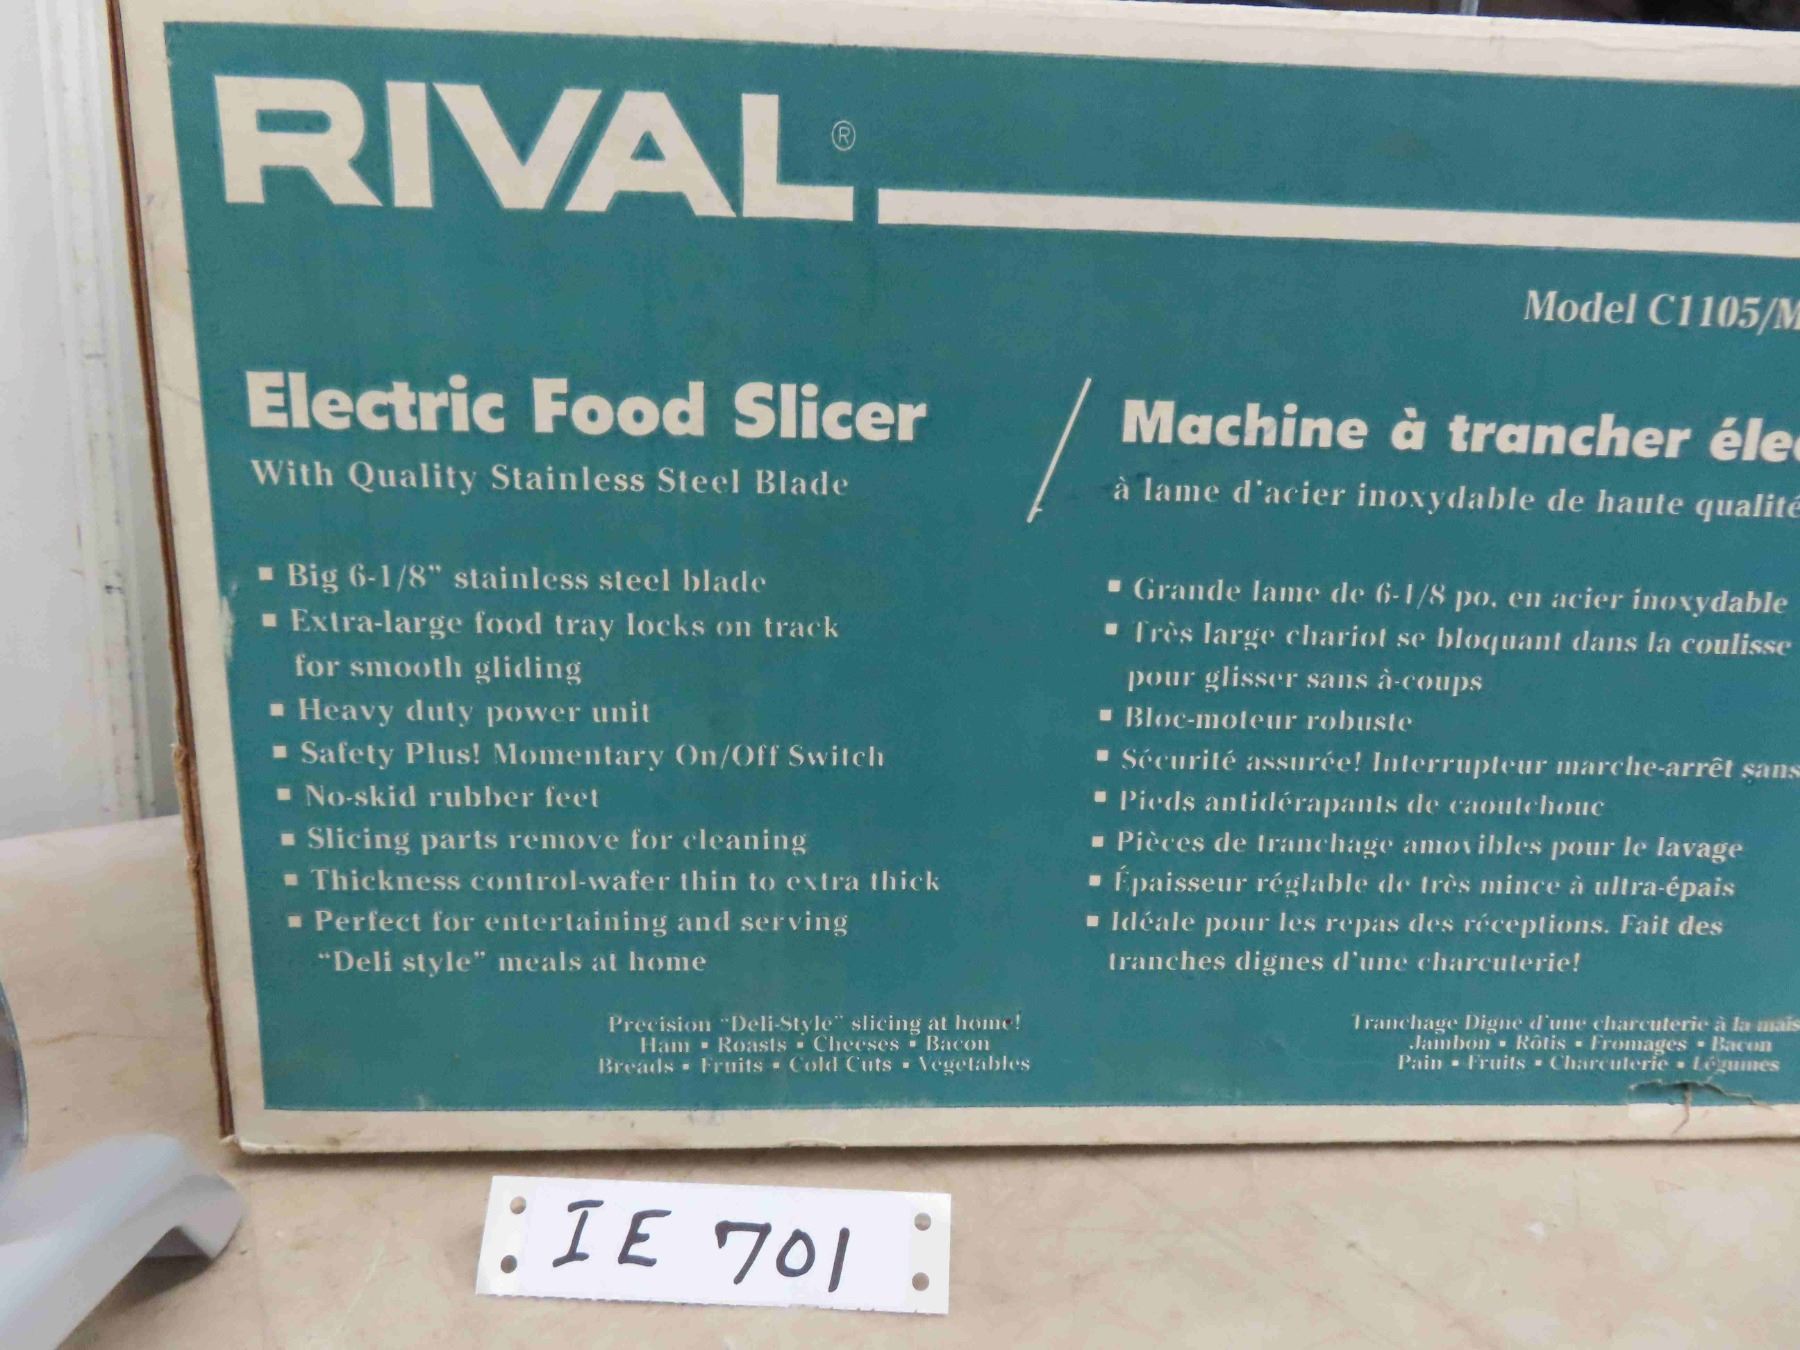 RIVAL®
Model C1105/M
Electric Food Slicer
With Quality Stainless Steel Blade
▪ Big 6-1/8” stainless steel blade
▪ Extra-large food tray locks on track
for smooth gliding
▪ Heavy duty power unit
▪ Safety Plus! Momentary On/Off Switch
▪ No-skid rubber feet
▪ Slicing parts remove for cleaning
▪ Thickness control-wafer thin to extra thick
▪ Perfect for entertaining and serving
“Deli style” meals at home
Precision “Deli-Style” slicing at home!
Ham ▪ Roasts ▪ Cheeses ▪ Bacon
Breads ▪ Fruits ▪ Cold Cuts ▪ Vegetables
/
Machine à trancher élec
à lame d'acier inoxydable de haute qualité
▪ Grande lame de 6-1/8 po. en acier inoxydable
▪ Très large chariot se bloquant dans la coulisse
pour glisser sans à-coups
▪ Bloc-moteur robuste
▪ Sécurité assurée! Interrupteur marche-arrêt sans
▪ Pieds antidérapants de caoutchouc
▪ Pièces de tranchage amovibles pour le lavage
▪ Épaisseur réglable de très mince à ultra-épais
▪ Idéale pour les repas des réceptions. Fait des
tranches dignes d'une charcuterie!
Tranchage Digne d'une charcuterie à la mais
Jambon ▪ Rôtis ▪ Fromages ▪ Bacon
Pain ▪ Fruits ▪ Charcuterie ▪ Légumes
IE 701